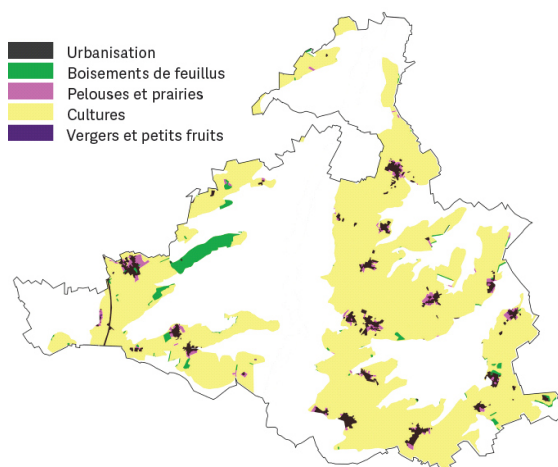 Urbanisation
Boisements de feuillus
Pelouses et prairies
Cultures
Vergers et petits fruits